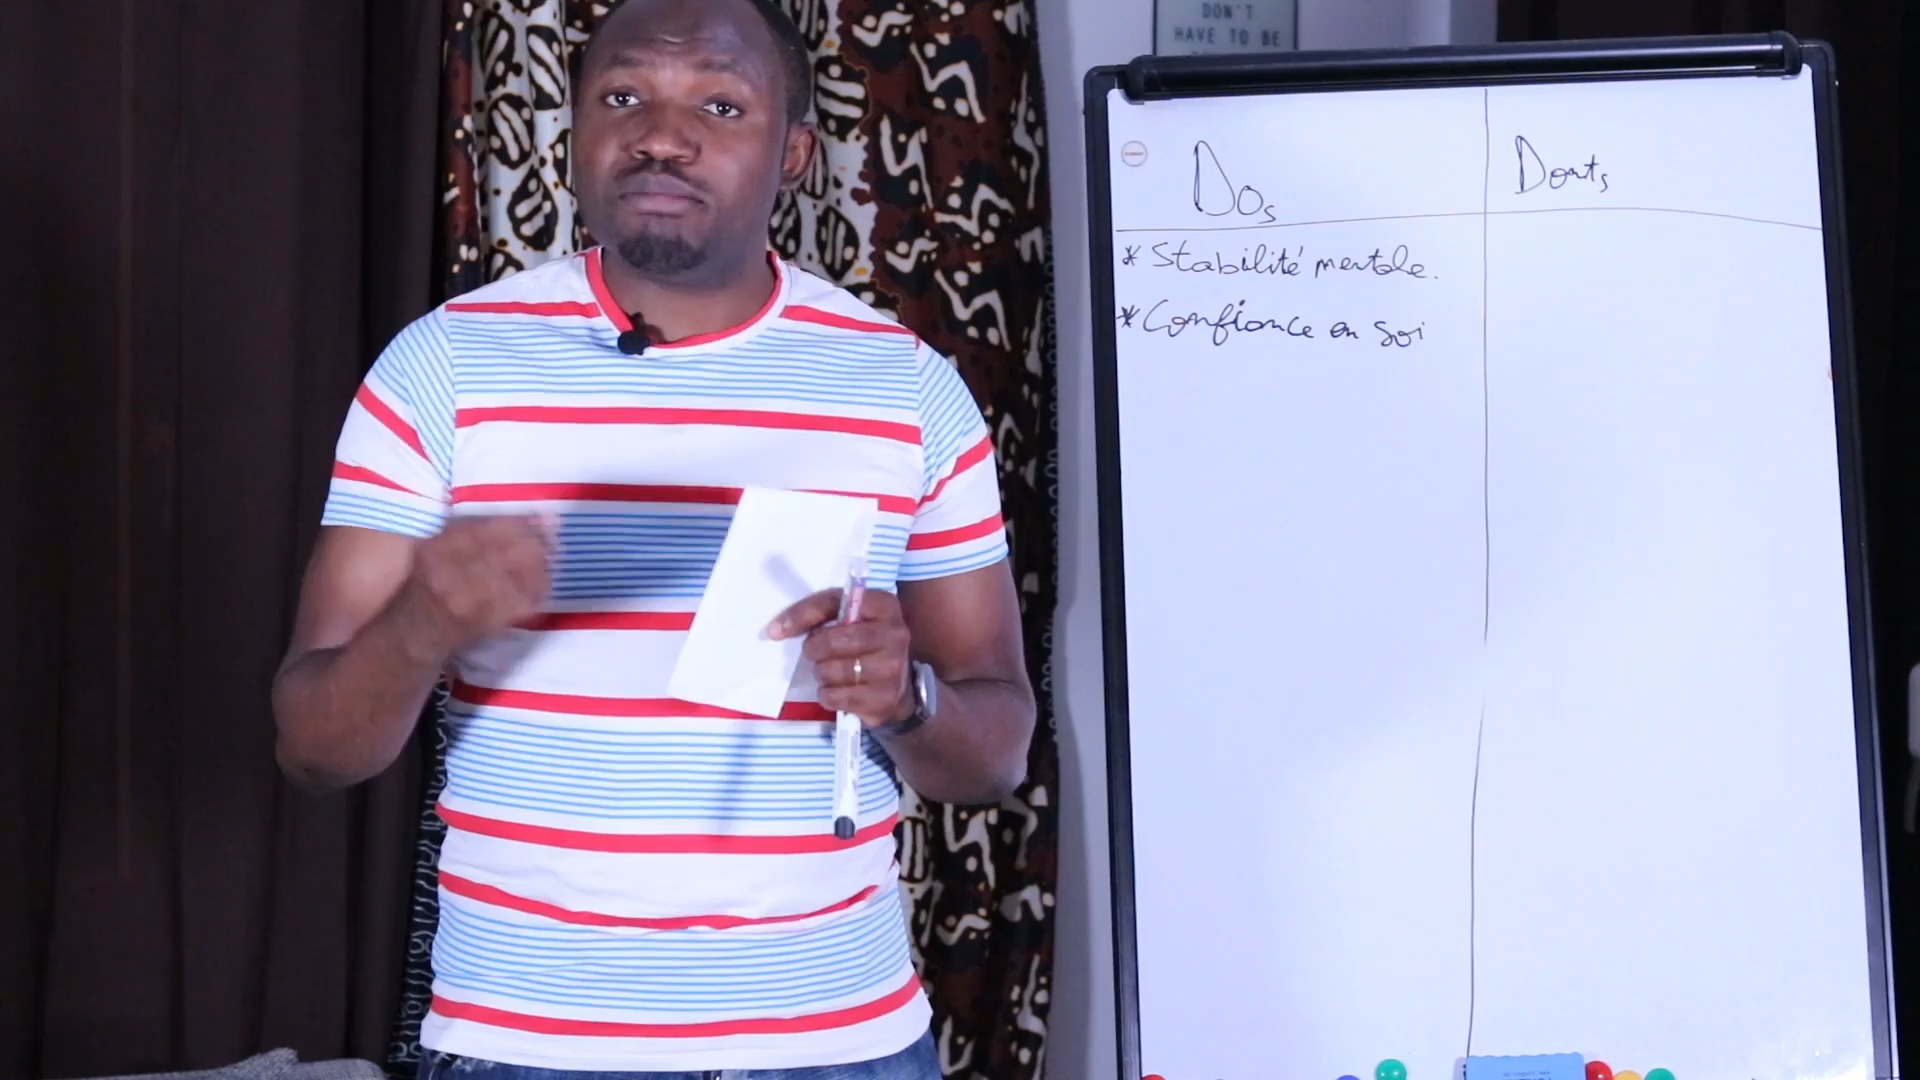 DON'T
HAVE TO BE
Dos
Donts
* Stabilité mentale.
* Confiance en soi